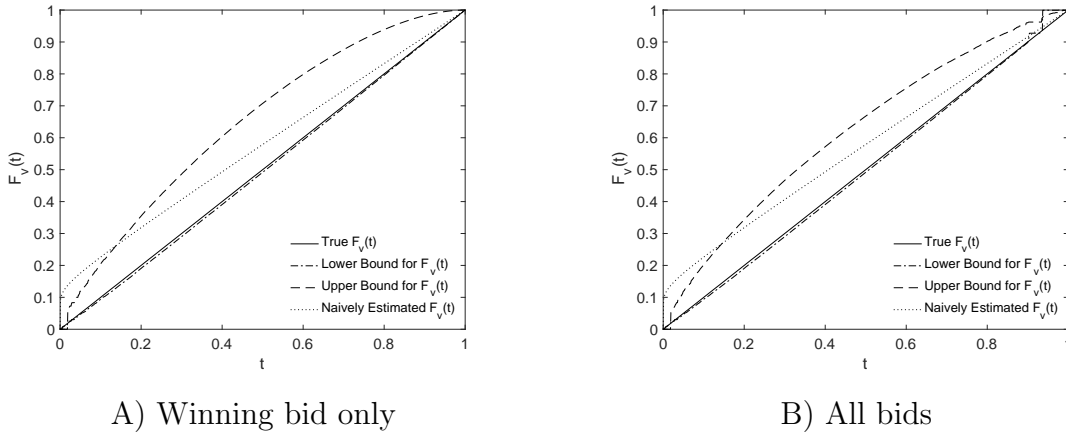 1
0.9
0.8
0.7
0.6
0.5
0.4
0.3
0.2
0.1
0
F_v(t)
True F_v(t)
Lower Bound for F_v(t)
Upper Bound for F_v(t)
Naively Estimated F_v(t)
0 0.2 0.4 0.6 0.8 1
t
A) Winning bid only
1
0.9
0.8
0.7
0.6
0.5
0.4
0.3
0.2
0.1
0
F_v(t)
True F_v(t)
Lower Bound for F_v(t)
Upper Bound for F_v(t)
Naively Estimated F_v(t)
0 0.2 0.4 0.6 0.8 1
t
B) All bids